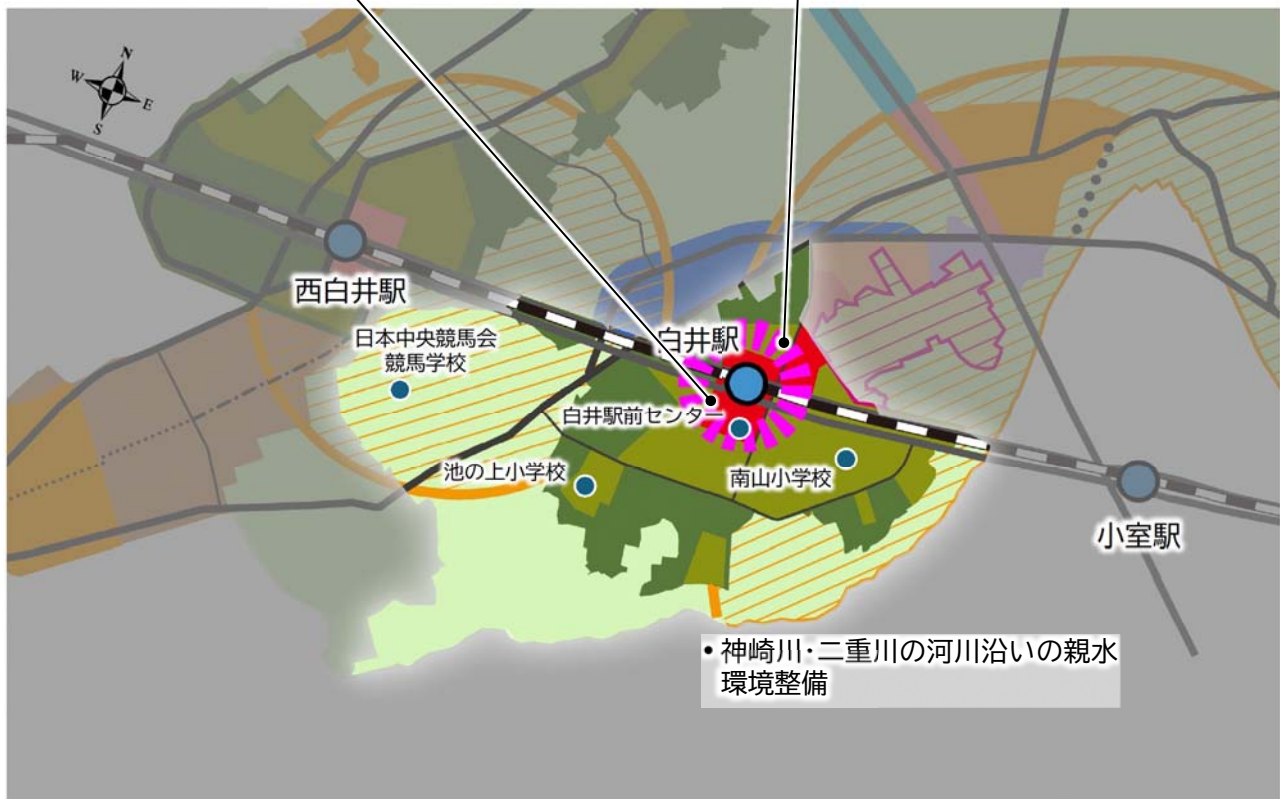 N
W
E
S
西白井駅
日本中央競馬会
競馬学校
白井駅
白井駅前センター
池の上小学校
南山小学校
小室駅
•神崎川・二重川の河川沿いの親水
環境整備